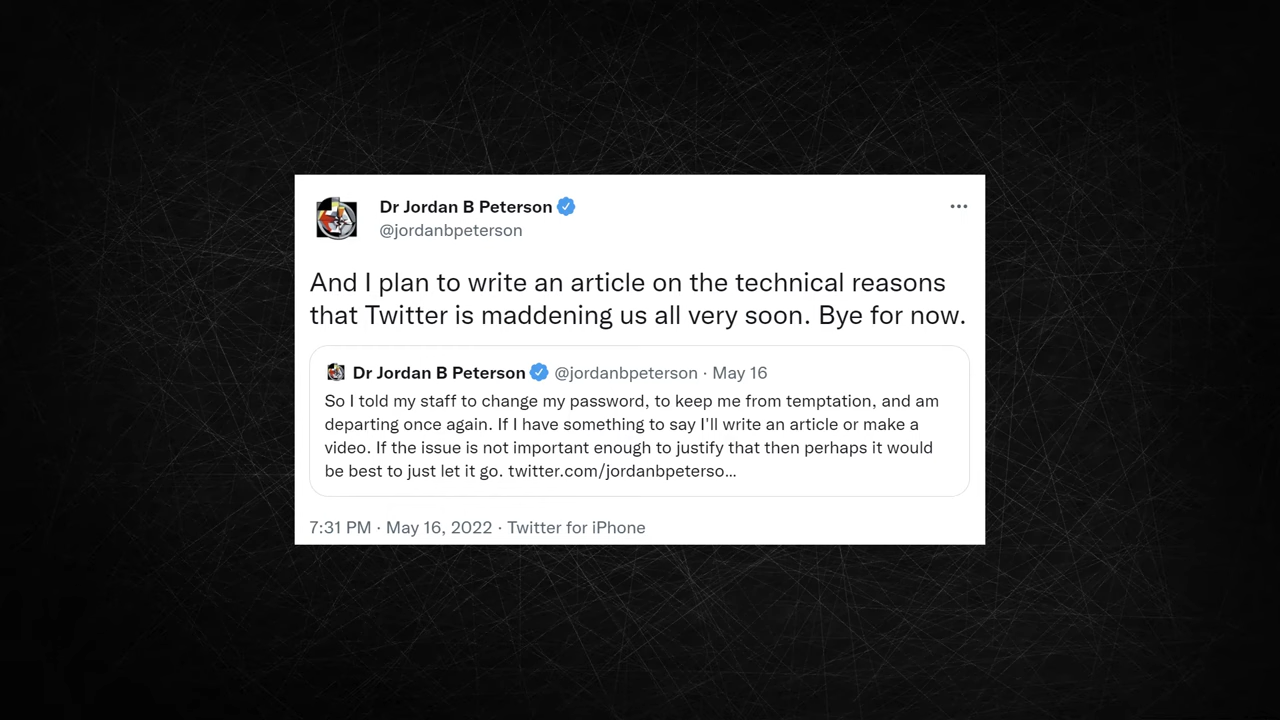 Dr Jordan B Peterson
@jordanbpeterson
And I plan to write an article on the technical reasons
that Twitter is maddening us all very soon. Bye for now.
Dr Jordan B Peterson @jordanbpeterson · May 16
So I told my staff to change my password, to keep me from temptation, and am
departing once again. If I have something to say I'll write an article or make a
video. If the issue is not important enough to justify that then perhaps it would
be best to just let it go. twitter.com/jordanbpeterso...
7:31 PM · May 16, 2022 · Twitter for iPhone